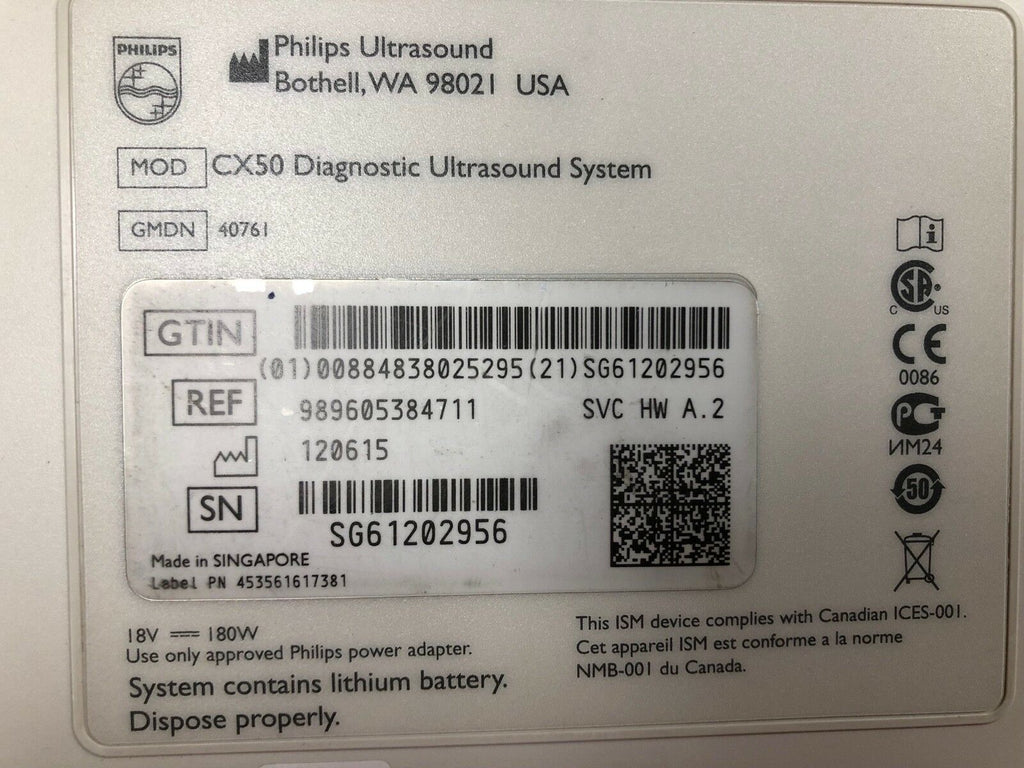 PHILIPS
Philips Ultrasound
Bothell, WA 98021 USA
MOD CX50 Diagnostic Ultrasound System
GMDN 40761
GTIN
(01)00884838025295(21)SG61202956
REF 989605384711 SVC HW A.2
120615
SN
SG61202956
Made in SINGAPORE
Label PN 453561617381
18V 180W
Use only approved Philips power adapter.
System contains lithium battery.
Dispose properly.
i
SA
C US
CE
0086
РСТ
ИМ24
50
This ISM device complies with Canadian ICES-001.
Cet appareil ISM est conforme a la norme
NMB-001 du Canada.